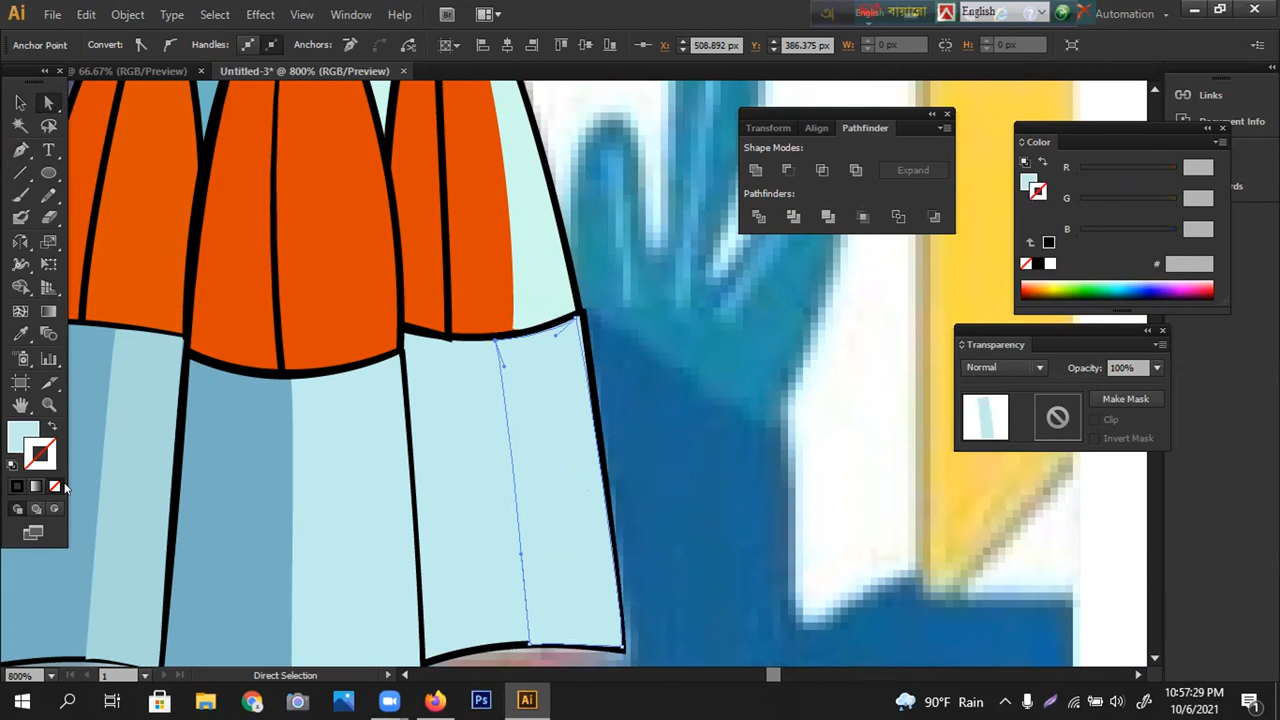 Ai File Edit Object Type Select Effect View Window Help Br English Automation
Anchor Point Convert: Handles: Anchors: X: 508.892 px Y: 386.375 px W: 0 px H: 0 px
@ 66.67% (RGB/Preview) × Untitled-3* @ 800% (RGB/Preview) ×
Links
Transform Align Pathfinder
Shape Modes:
Expand
Pathfinders:
Color
R
G
B
#
Transparency
Normal Opacity: 100%
Make Mask
Clip
Invert Mask
800% 1 Direct Selection
Ps Ai 90°F Rain 10:57:29 PM
10/6/2021